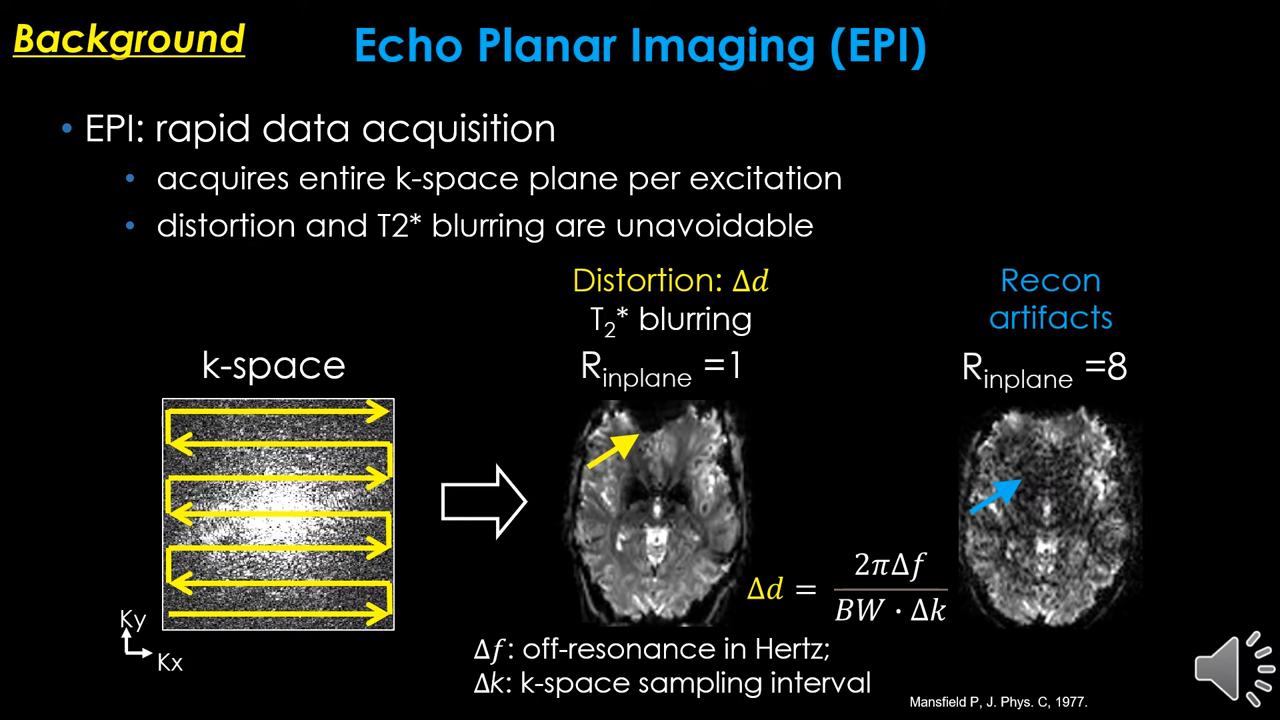 Background
Echo Planar Imaging (EPI)
• EPI: rapid data acquisition
• acquires entire k-space plane per excitation
• distortion and T2* blurring are unavoidable
Distortion: Δd
T₂* blurring
R_inplane =1
Recon
artifacts
R_inplane =8
k-space
Ky
Kx
Δd = 2πΔf / BW · Δk
Δf: off-resonance in Hertz;
Δk: k-space sampling interval
Mansfield P, J. Phys. C, 1977.